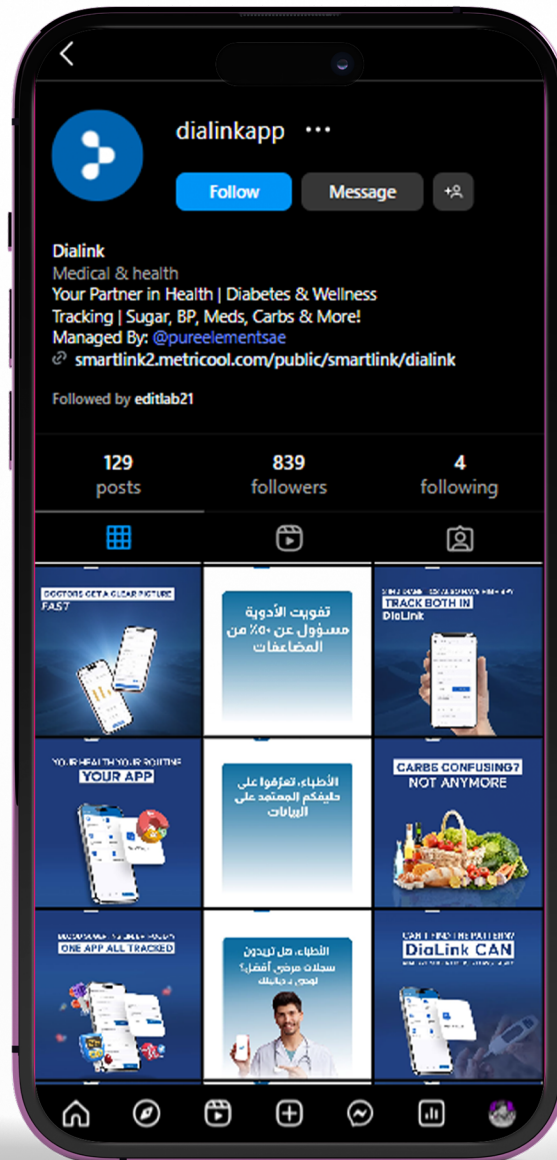 dialinkapp ...
Follow
Message
Dialink
Medical & health
Your Partner in Health | Diabetes & Wellness
Tracking | Sugar, BP, Meds, Carbs & More!
Managed By: @pureelementsae
smartlink2.metricool.com/public/smartlink/dialink
Followed by editlab21
129
posts
839
followers
4
following
DOCTORS GET A CLEAR PICTURE
FAST
تفويت الأدوية
مسؤول عن ٥٠٪ من
المضاعفات
TRACK BOTH IN
DiaLink
YOUR HEALTH YOUR ROUTINE
YOUR APP
الأطباء، تعرّفوا على
حليفكم المعتمد على
البيانات
CARBS CONFUSING?
NOT ANYMORE
ONE APP ALL TRACKED
الأطباء، هل تريدون
سجلات مرضى أفضل؟
CAN'T FIND THE PATTERN?
DiaLink CAN